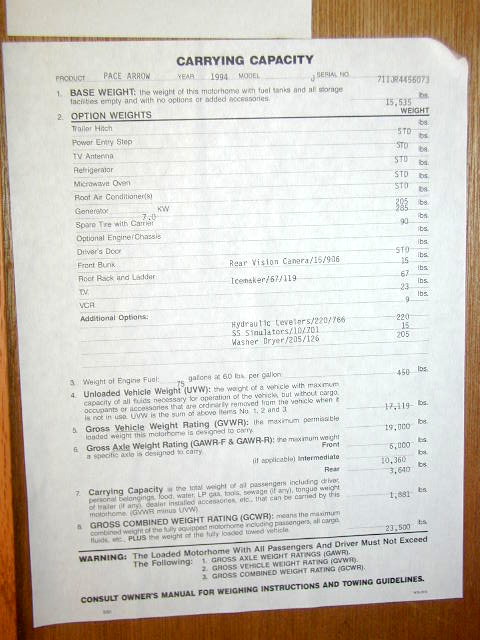 CARRYING CAPACITY
PRODUCT PACE ARROW YEAR 1994 MODEL J SERIAL NO. 711JR4456073
1. BASE WEIGHT: the weight of this motorhome with fuel tanks and all storage
facilities empty and with no options or added accessories. 15,535 lbs.
2. OPTION WEIGHTS WEIGHT
Trailer Hitch lbs.
Power Entry Step STD lbs.
TV Antenna STD lbs.
Refrigerator STD lbs.
Microwave Oven STD lbs.
Roof Air Conditioner(s) STD lbs.
Generator 7.0 KW 205 lbs.
285
Spare Tire with Carrier 90 lbs.
Optional Engine/Chassis lbs.
Driver's Door lbs.
Front Bunk Rear Vision Camera/15/906 STD lbs.
15
Roof Rack and Ladder Icemaker/67/119 67 lbs.
T.V. 23 lbs.
VCR 9
Additional Options:
Hydraulic Levelers/220/766 220
SS Simulators/10/701 15
Washer Dryer/205/126 205
3. Weight of Engine Fuel: 75 gallons at 6.0 lbs. per gallon 450 lbs.
4. Unloaded Vehicle Weight (UVW): the weight of a vehicle with maximum
capacity of all fluids necessary for operation of the vehicle, but without cargo,
occupants or accessories that are ordinarily removed from the vehicle when it
is not in use. UVW is the sum of above Items No. 1, 2 and 3. 17,119 lbs.
5. Gross Vehicle Weight Rating (GVWR): the maximum permissible
loaded weight this motorhome is designed to carry. 19,000 lbs.
6. Gross Axle Weight Rating (GAWR-F & GAWR-R): the maximum weight
a specific axle is designed to carry. Front 6,000 lbs.
(if applicable) Intermediate 10,360 lbs.
Rear 3,640 lbs.
7. Carrying Capacity is the total weight of all passengers including driver,
personal belongings, food, water, LP gas, tools, sewage (if any), tongue weight
of trailer (if any), dealer installed accessories, etc., that can be carried by this
motorhome. (GVWR minus UVW) 1,881 lbs.
8. GROSS COMBINED WEIGHT RATING (GCWR): means the maximum
combined weight of the fully equipped motorhome including passengers, all cargo,
fluids, etc., PLUS the weight of the fully loaded towed vehicle. 23,500 lbs.
WARNING: The Loaded Motorhome With All Passengers And Driver Must Not Exceed
The Following: 1. GROSS AXLE WEIGHT RATINGS (GAWR).
2. GROSS VEHICLE WEIGHT RATING (GVWR).
3. GROSS COMBINED WEIGHT RATING (GCWR).
CONSULT OWNER'S MANUAL FOR WEIGHING INSTRUCTIONS AND TOWING GUIDELINES.